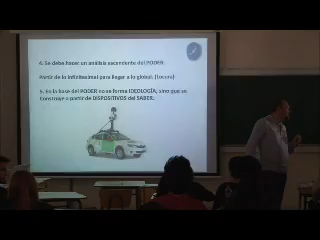 4. Se debe hacer un análisis ascendente del PODER:
Partir de lo infinitesimal para llegar a lo global. (Locura)
5. En la base del PODER no se forma IDEOLOGÍA, sino que se
Construye a partir de DISPOSITIVOS del SABER.